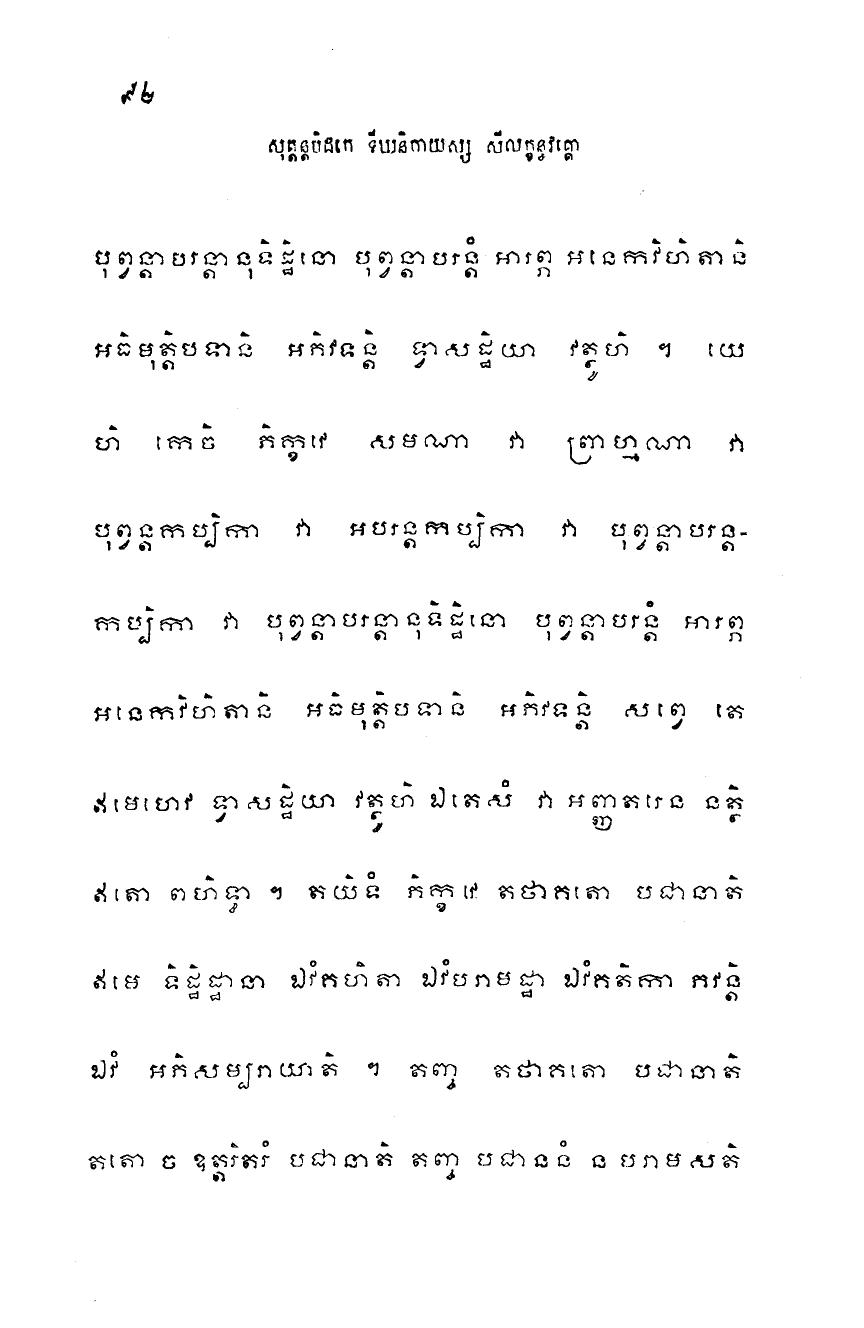 ៩២
សុត្តន្តបិដកេ ទីឃនិកាយស្ស សីលក្ខន្ធវគ្គោ
បុព្វន្តាបរន្តានុទិដ្ឋិនោ បុព្វន្តាបរន្តំ អារព្ភ អនេកវិហិតានិ
អធិមុត្តិបទានិ អភិវទន្តិ ទ្វាសដ្ឋិយា វត្ថូហិ ។ យេ
ហិ កេចិ ភិក្ខវេ សមណា វា ព្រាហ្មណា វា
បុព្វន្តកប្បិកា វា អបរន្តកប្បិកា វា បុព្វន្តាបរន្ត-
កប្បិកា វា បុព្វន្តាបរន្តានុទិដ្ឋិនោ បុព្វន្តាបរន្តំ អារព្ភ
អនេកវិហិតានិ អធិមុត្តិបទានិ អភិវទន្តិ សព្វេ តេ
ឥមេហេវ ទ្វាសដ្ឋិយា វត្ថូហិ ឯតេសំ វា អញ្ញតរេន នត្ថិ
ឥតោ ពហិទ្ធា ។ តយិទំ ភិក្ខវេ តថាគតោ បជានាតិ
ឥមេ ទិដ្ឋិដ្ឋានា ឯវំគហិតា ឯវំបរាមដ្ឋា ឯវំគតិកា ភវន្តិ
ឯវំ អភិសម្បរាយាតិ ។ តញ្ច តថាគតោ បជានាតិ
តតោ ច ឧត្តរិតរំ បជានាតិ តញ្ច បជាននំ ន បរាមសតិ